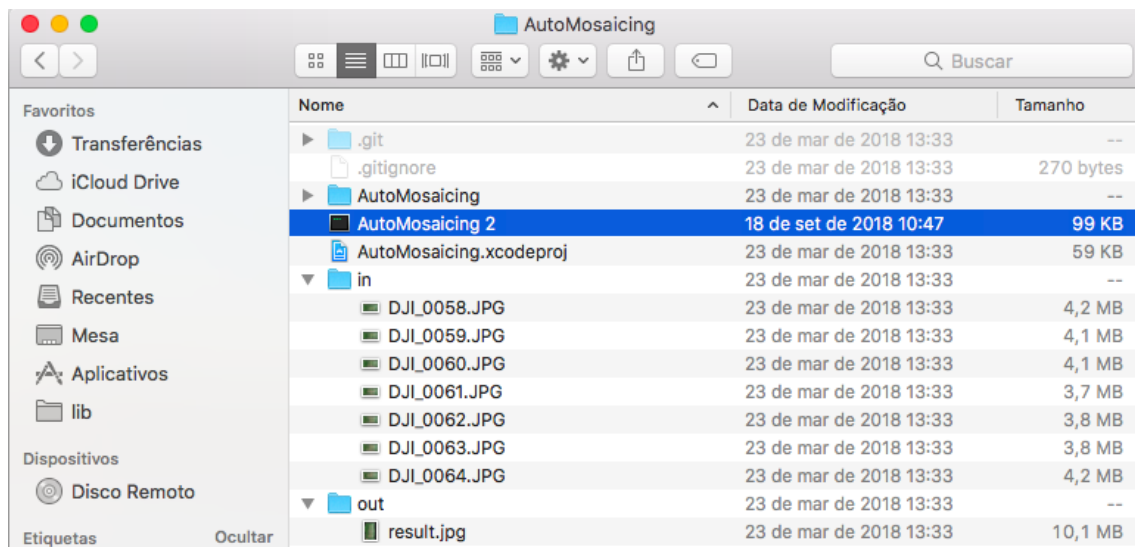 AutoMosaicing
Buscar
Favoritos
Transferências
iCloud Drive
Documentos
AirDrop
Recentes
Mesa
Aplicativos
lib
Dispositivos
Disco Remoto
Etiquetas Ocultar
Nome Data de Modificação Tamanho
.git 23 de mar de 2018 13:33 --
.gitignore 23 de mar de 2018 13:33 270 bytes
AutoMosaicing 23 de mar de 2018 13:33 --
AutoMosaicing 2 18 de set de 2018 10:47 99 KB
AutoMosaicing.xcodeproj 23 de mar de 2018 13:33 59 KB
in 23 de mar de 2018 13:33 --
DJI_0058.JPG 23 de mar de 2018 13:33 4,2 MB
DJI_0059.JPG 23 de mar de 2018 13:33 4,1 MB
DJI_0060.JPG 23 de mar de 2018 13:33 4,1 MB
DJI_0061.JPG 23 de mar de 2018 13:33 3,7 MB
DJI_0062.JPG 23 de mar de 2018 13:33 3,8 MB
DJI_0063.JPG 23 de mar de 2018 13:33 3,8 MB
DJI_0064.JPG 23 de mar de 2018 13:33 4,2 MB
out 23 de mar de 2018 13:33 --
result.jpg 23 de mar de 2018 13:33 10,1 MB